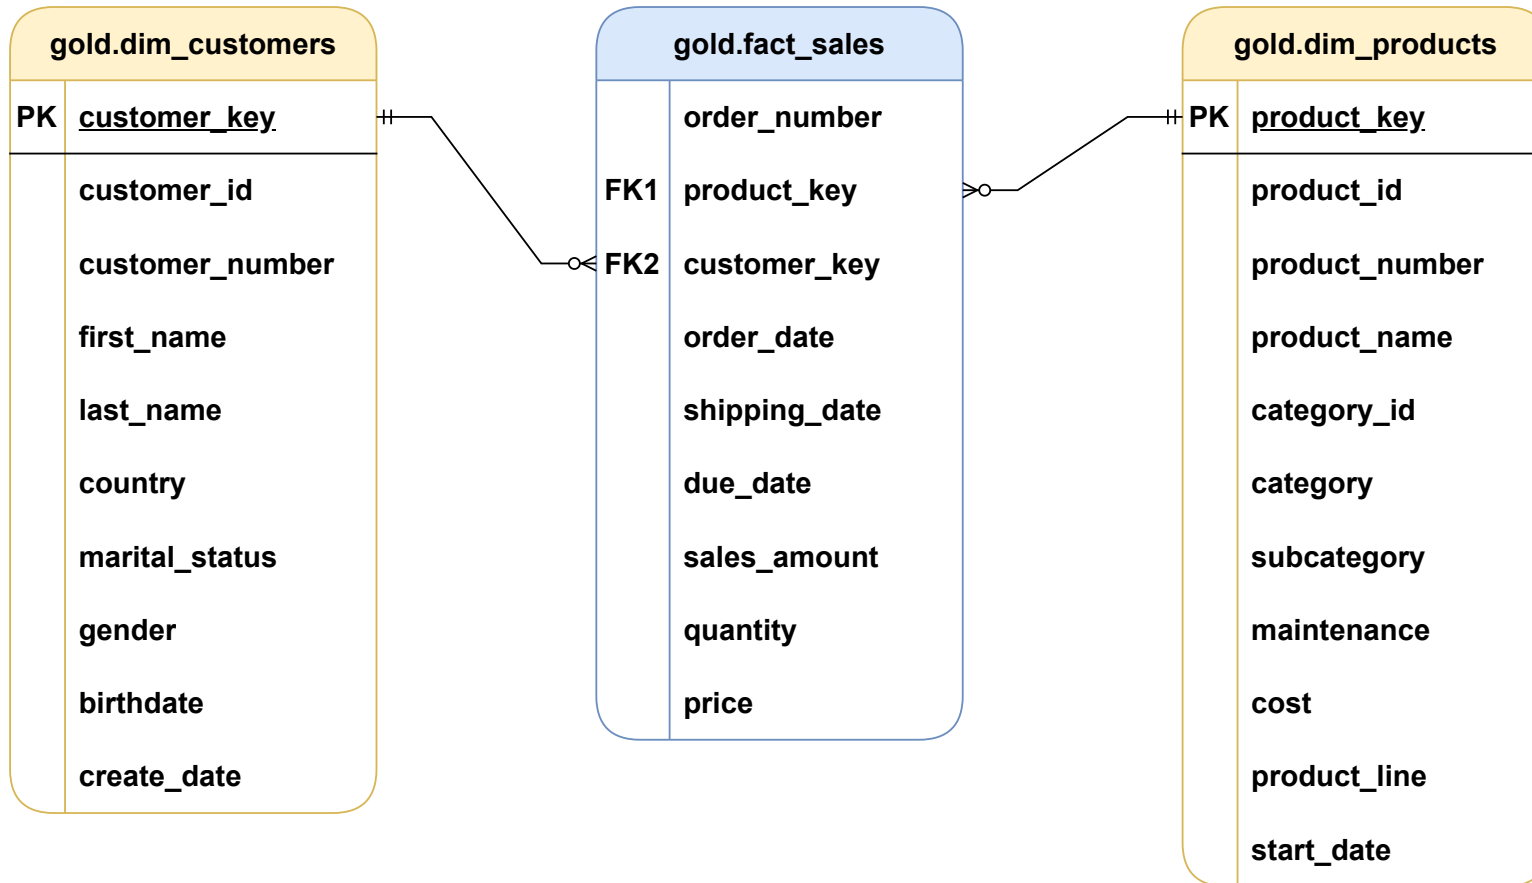 gold.dim_customers
PK customer_key
customer_id
customer_number
first_name
last_name
country
marital_status
gender
birthdate
create_date
gold.fact_sales
order_number
FK1 product_key
FK2 customer_key
order_date
shipping_date
due_date
sales_amount
quantity
price
gold.dim_products
PK product_key
product_id
product_number
product_name
category_id
category
subcategory
maintenance
cost
product_line
start_date